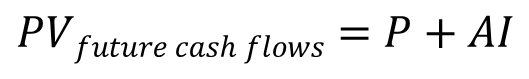 PV_{future cash flows} = P + AI